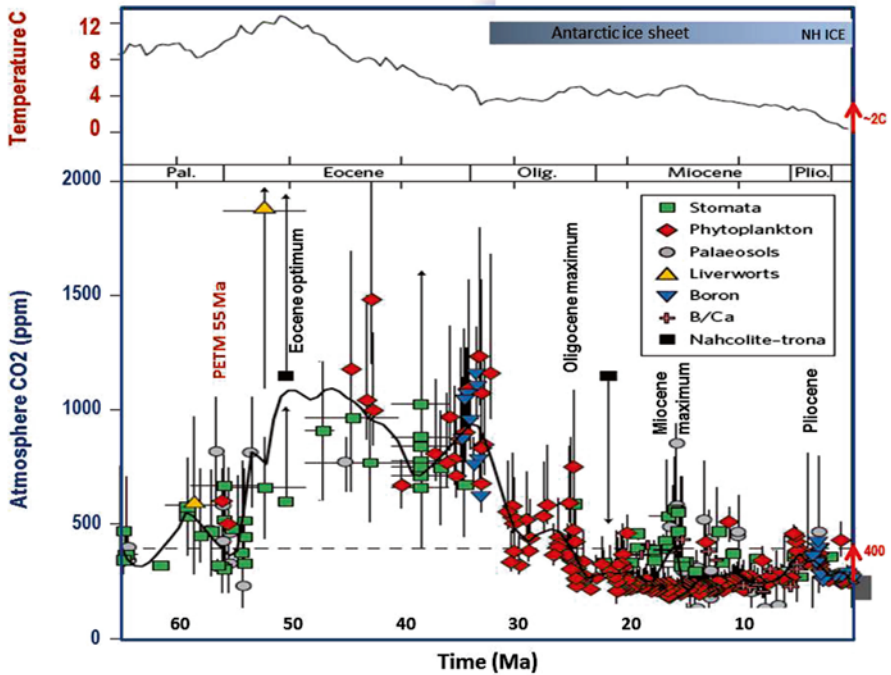 Temperature C
12
8
4
0
Antarctic ice sheet
NH ICE
~2C
Pal.
Eocene
Olig.
Miocene
Plio.
Atmosphere CO2 (ppm)
2000
1500
1000
500
0
PETM 55 Ma
Eocene optimum
Oligocene maximum
Miocene
maximum
Pliocene
Stomata
Phytoplankton
Palaeosols
Liverworts
Boron
B/Ca
Nahcolite-trona
400
60
50
40
30
20
10
0
Time (Ma)